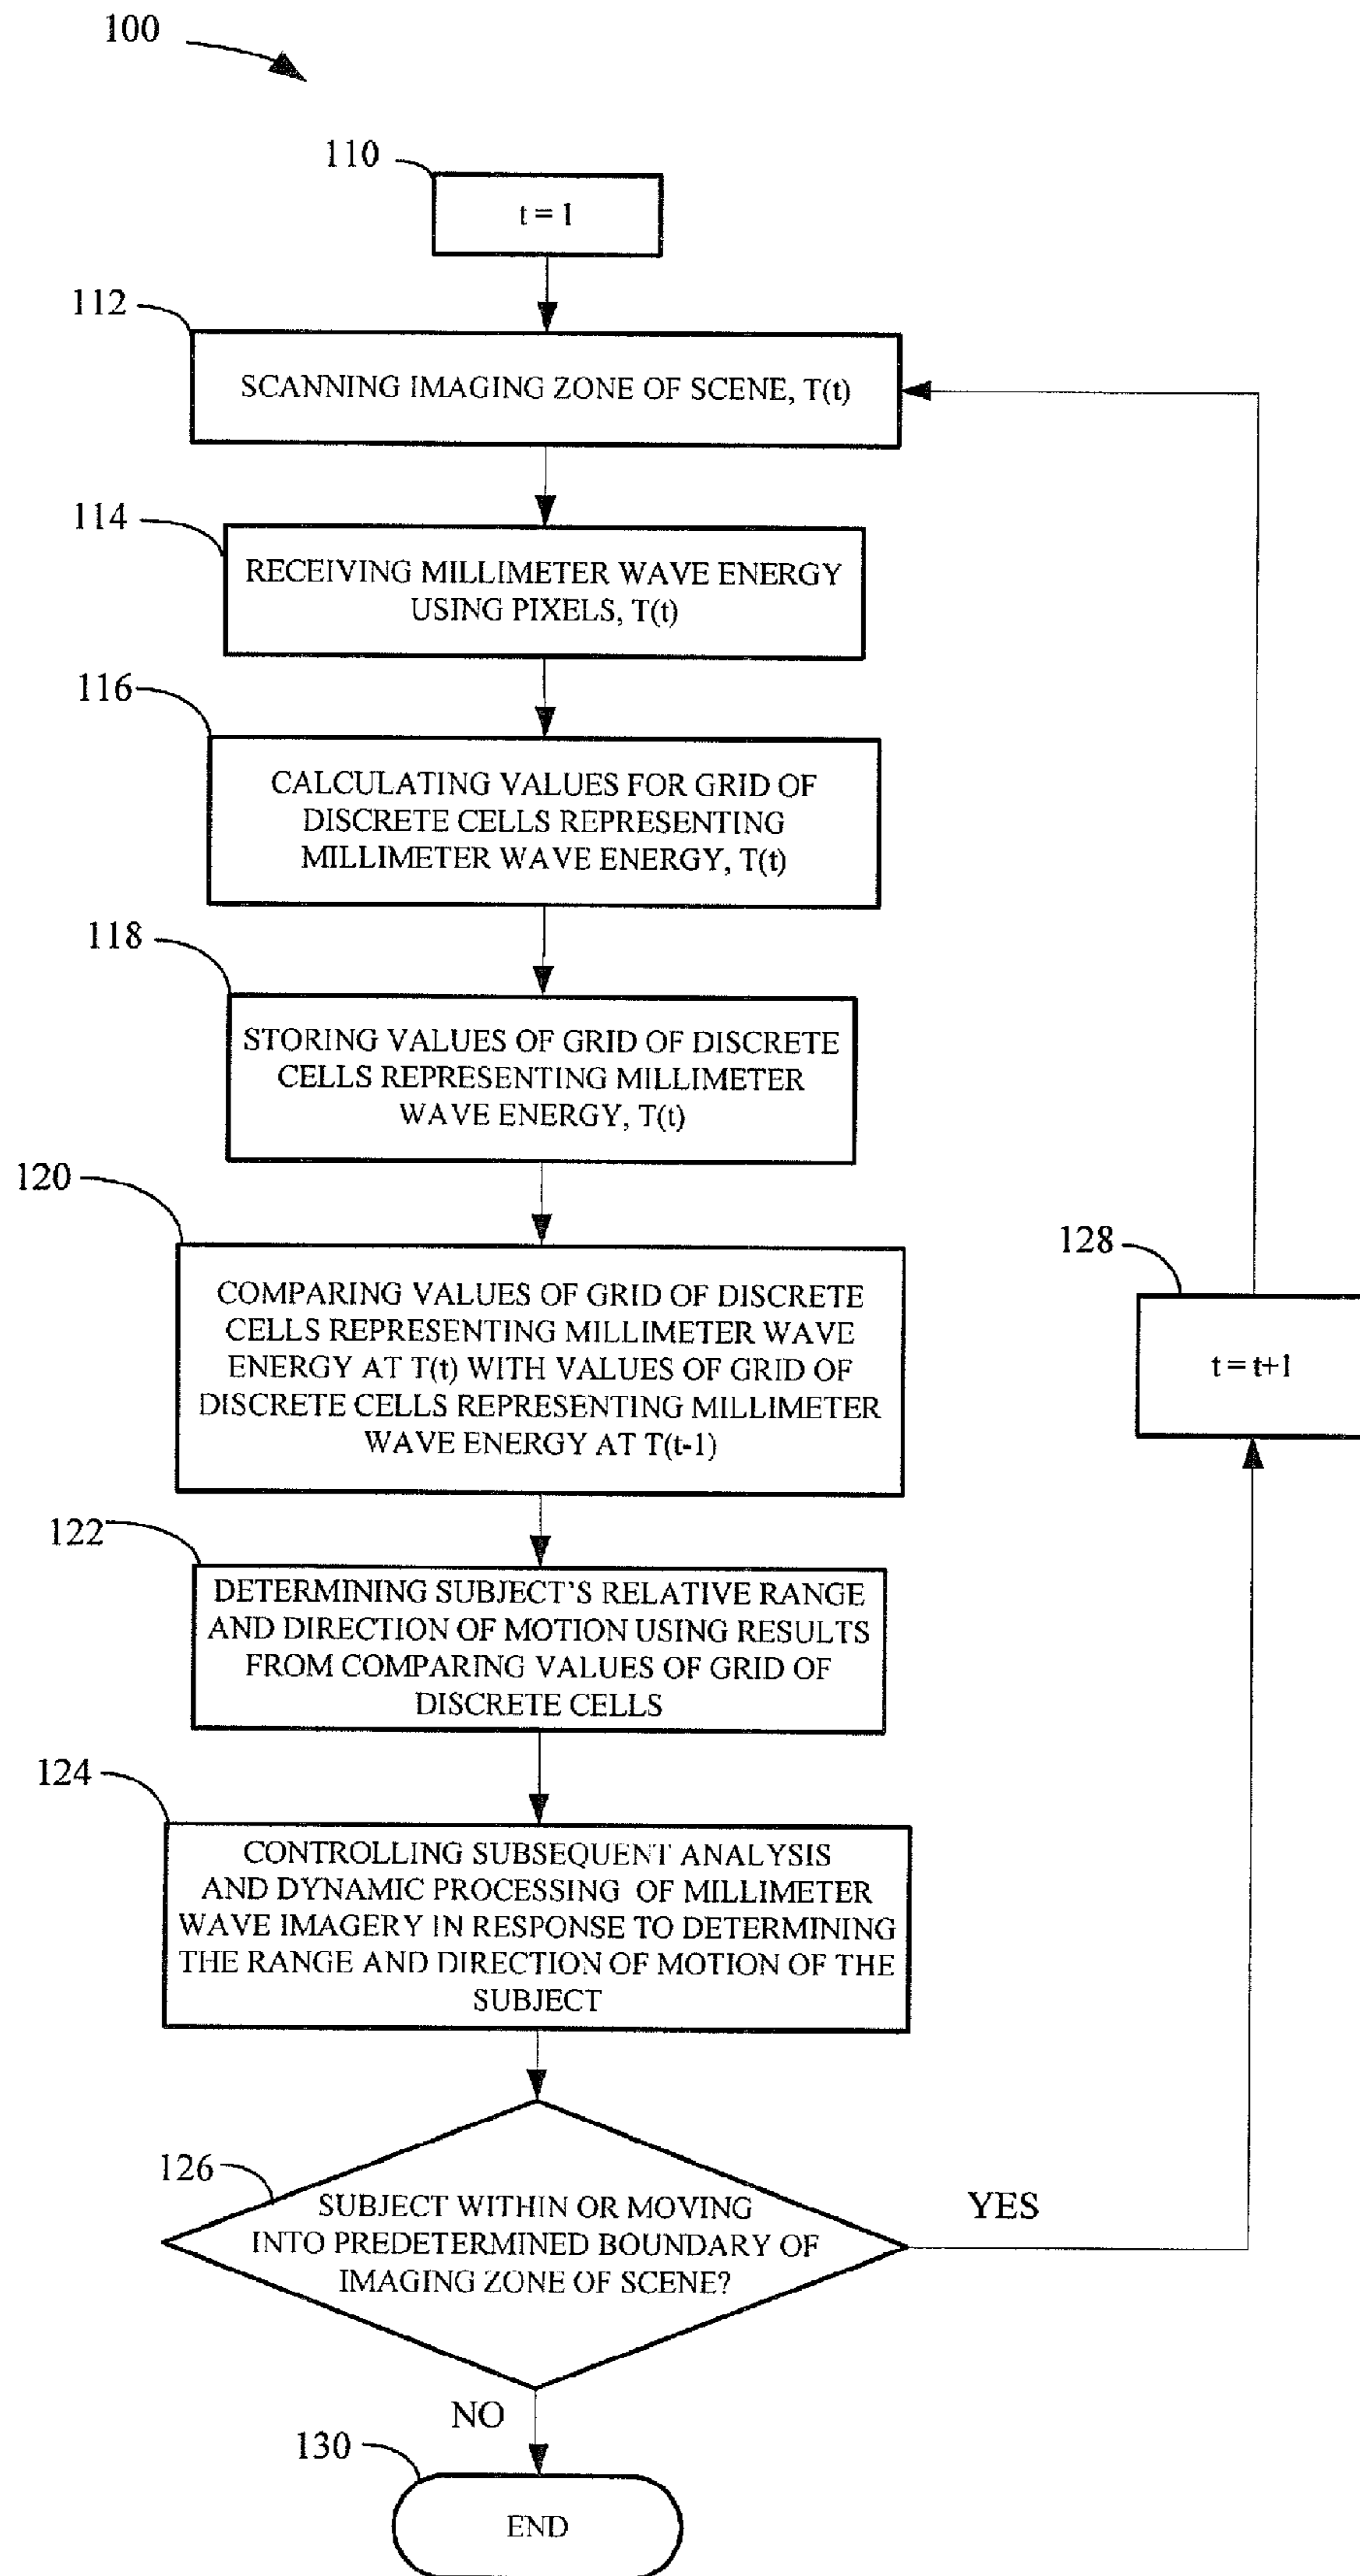 100
110
t = 1
112
SCANNING IMAGING ZONE OF SCENE, T(t)
114
RECEIVING MILLIMETER WAVE ENERGY
USING PIXELS, T(t)
116
CALCULATING VALUES FOR GRID OF
DISCRETE CELLS REPRESENTING
MILLIMETER WAVE ENERGY, T(t)
118
STORING VALUES OF GRID OF DISCRETE
CELLS REPRESENTING MILLIMETER
WAVE ENERGY, T(t)
120
COMPARING VALUES OF GRID OF DISCRETE
CELLS REPRESENTING MILLIMETER WAVE
ENERGY AT T(t) WITH VALUES OF GRID OF
DISCRETE CELLS REPRESENTING MILLIMETER
WAVE ENERGY AT T(t-1)
128
t = t+1
122
DETERMINING SUBJECT'S RELATIVE RANGE
AND DIRECTION OF MOTION USING RESULTS
FROM COMPARING VALUES OF GRID OF
DISCRETE CELLS
124
CONTROLLING SUBSEQUENT ANALYSIS
AND DYNAMIC PROCESSING OF MILLIMETER
WAVE IMAGERY IN RESPONSE TO DETERMINING
THE RANGE AND DIRECTION OF MOTION OF THE
SUBJECT
126
SUBJECT WITHIN OR MOVING
INTO PREDETERMINED BOUNDARY OF
IMAGING ZONE OF SCENE?
YES
NO
130
END